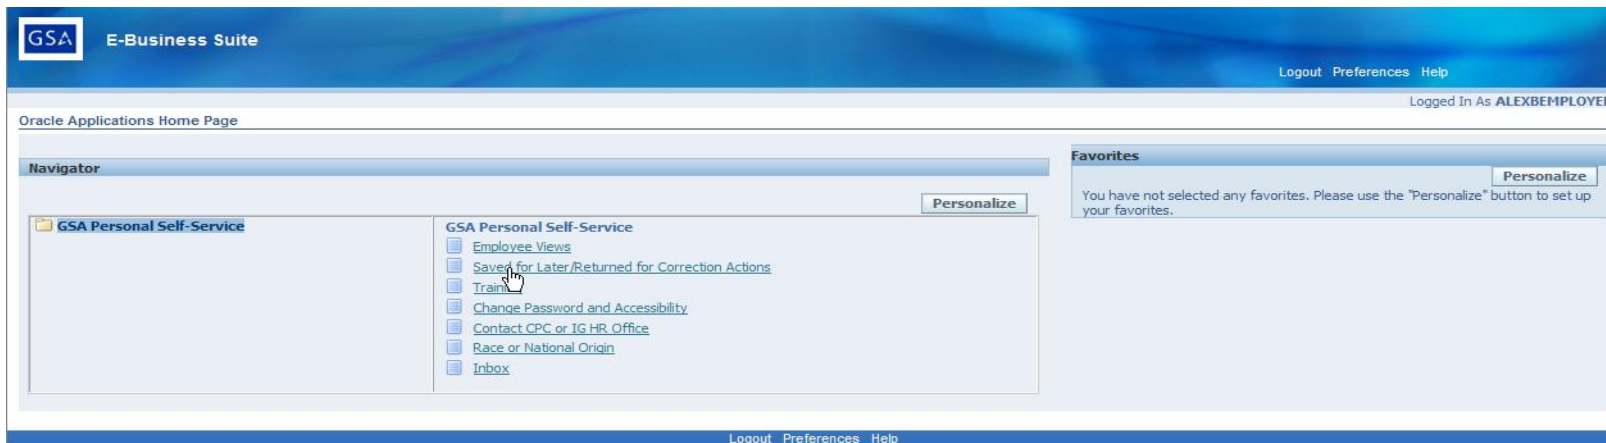 GSA E-Business Suite
Logout Preferences Help
Logged In As ALEXBEMPLOYE
Oracle Applications Home Page
Navigator
Personalize
GSA Personal Self-Service
GSA Personal Self-Service
Employee Views
Saved for Later/Returned for Correction Actions
Change Password and Accessibility
Contact CPC or IG HR Office
Race or National Origin
Inbox
Favorites
Personalize
You have not selected any favorites. Please use the "Personalize" button to set up
your favorites.
Logout Preferences Help